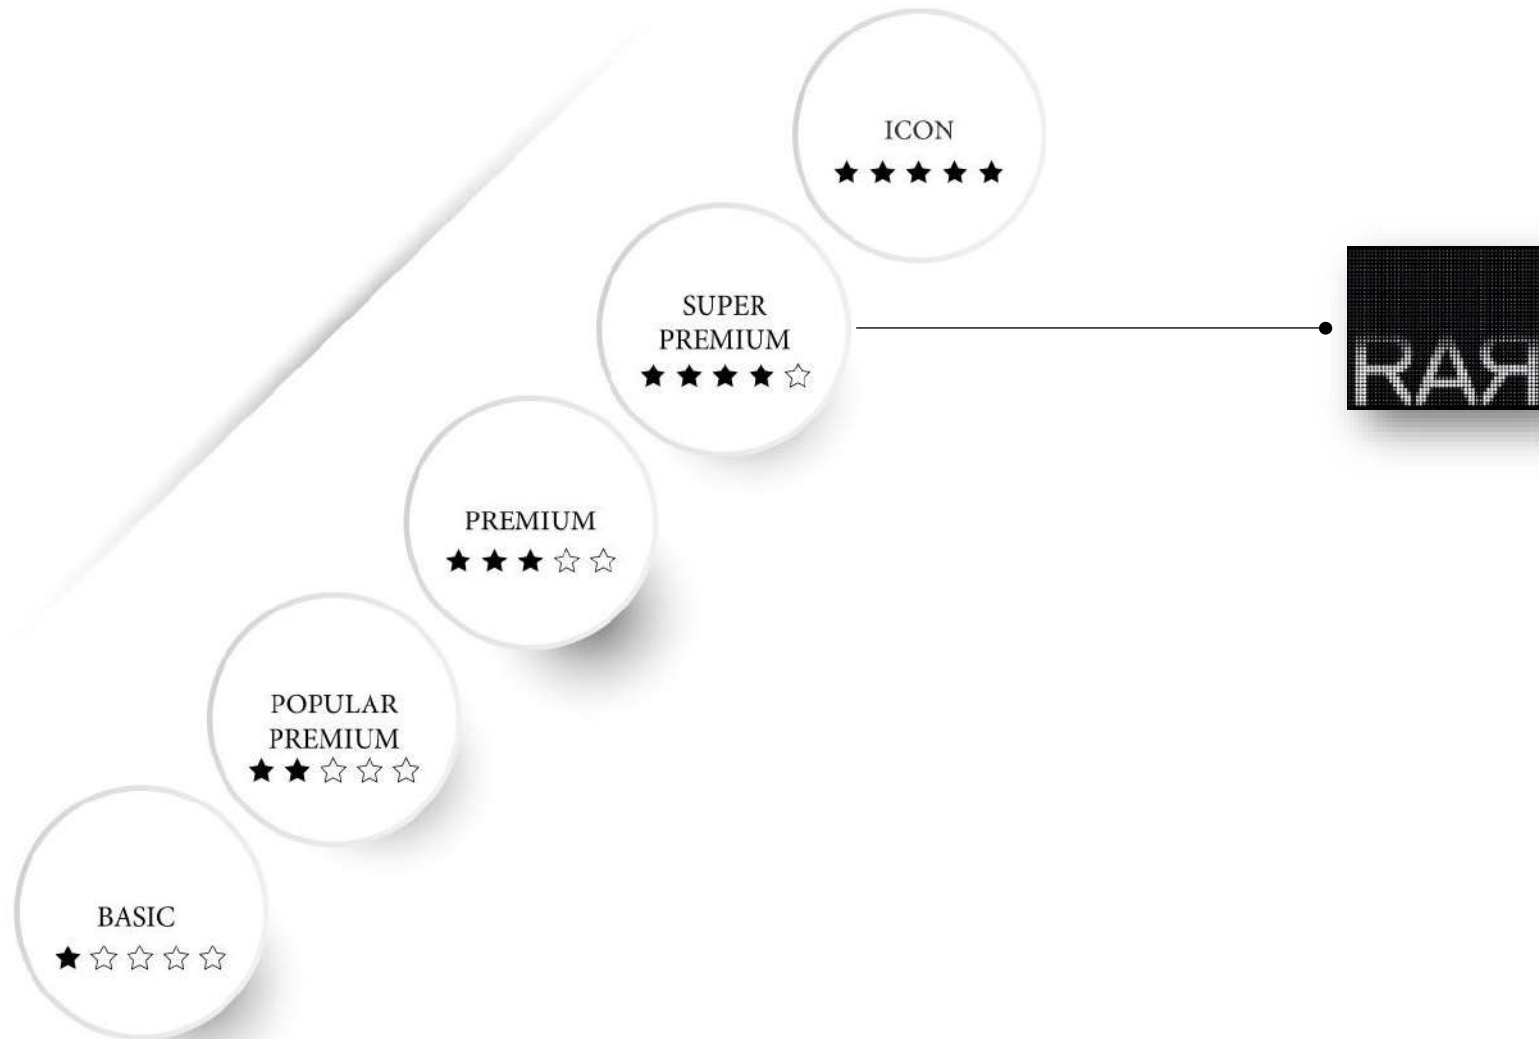 ICON
★★★★★
SUPER
PREMIUM
★★★★☆
RAR
PREMIUM
★★★☆☆
POPULAR
PREMIUM
★★☆☆☆
BASIC
★☆☆☆☆